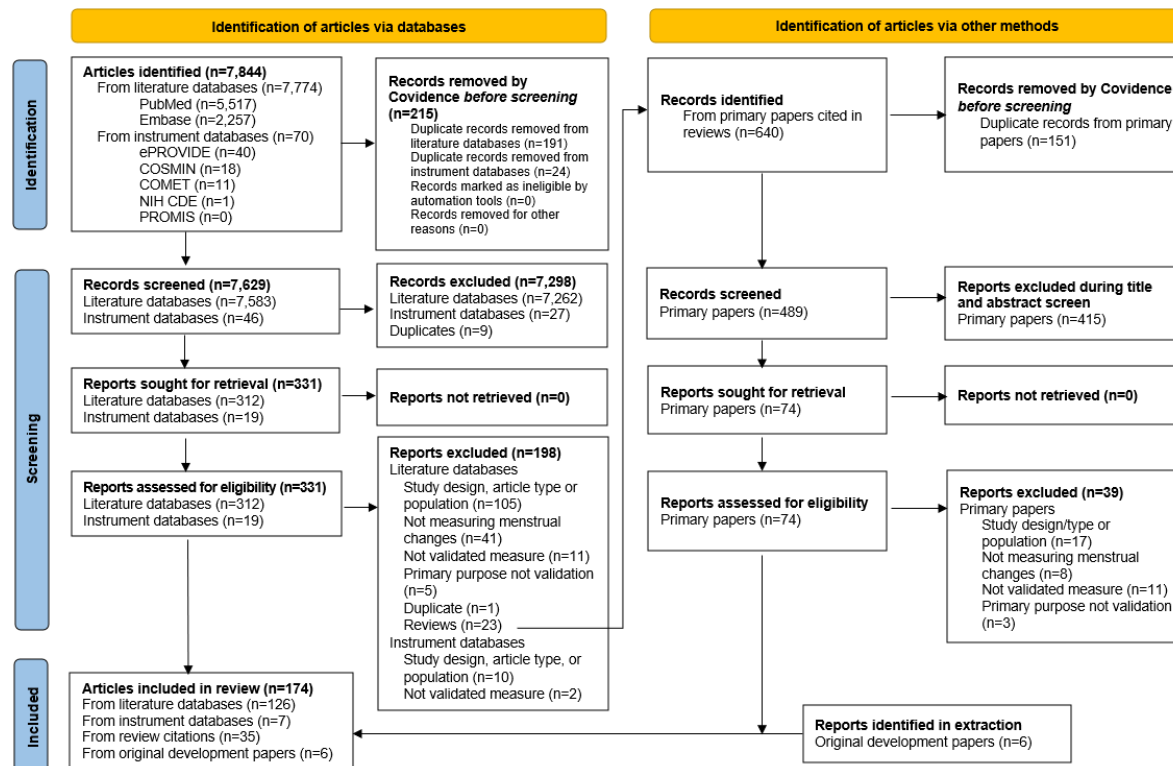 Identification of articles via databases
Identification of articles via other methods
Identification
Articles identified (n=7,844)
From literature databases (n=7,774)
PubMed (n=5,517)
Embase (n=2,257)
From instrument databases (n=70)
ePROVIDE (n=40)
COSMIN (n=18)
COMET (n=11)
NIH CDE (n=1)
PROMIS (n=0)
Records removed by
Covidence before screening
(n=215)
Duplicate records removed from
literature databases (n=191)
Duplicate records removed from
instrument databases (n=24)
Records marked as ineligible by
automation tools (n=0)
Records removed for other
reasons (n=0)
Records identified
From primary papers cited in
reviews (n=640)
Records removed by Covidence
before screening
Duplicate records from primary
papers (n=151)
Screening
Records screened (n=7,629)
Literature databases (n=7,583)
Instrument databases (n=46)
Records excluded (n=7,298)
Literature databases (n=7,262)
Instrument databases (n=27)
Duplicates (n=9)
Records screened
Primary papers (n=489)
Reports excluded during title
and abstract screen
Primary papers (n=415)
Reports sought for retrieval (n=331)
Literature databases (n=312)
Instrument databases (n=19)
Reports not retrieved (n=0)
Reports sought for retrieval
Primary papers (n=74)
Reports not retrieved (n=0)
Reports assessed for eligibility (n=331)
Literature databases (n=312)
Instrument databases (n=19)
Reports excluded (n=198)
Literature databases
Study design, article type or
population (n=105)
Not measuring menstrual
changes (n=41)
Not validated measure (n=11)
Primary purpose not validation
(n=5)
Duplicate (n=1)
Reviews (n=23)
Instrument databases
Study design, article type, or
population (n=10)
Not validated measure (n=2)
Reports assessed for eligibility
Primary papers (n=74)
Reports excluded (n=39)
Primary papers
Study design/type or
population (n=17)
Not measuring menstrual
changes (n=8)
Not validated measure (n=11)
Primary purpose not validation
(n=3)
Included
Articles included in review (n=174)
From literature databases (n=126)
From instrument databases (n=7)
From review citations (n=35)
From original development papers (n=6)
Reports identified in extraction
Original development papers (n=6)